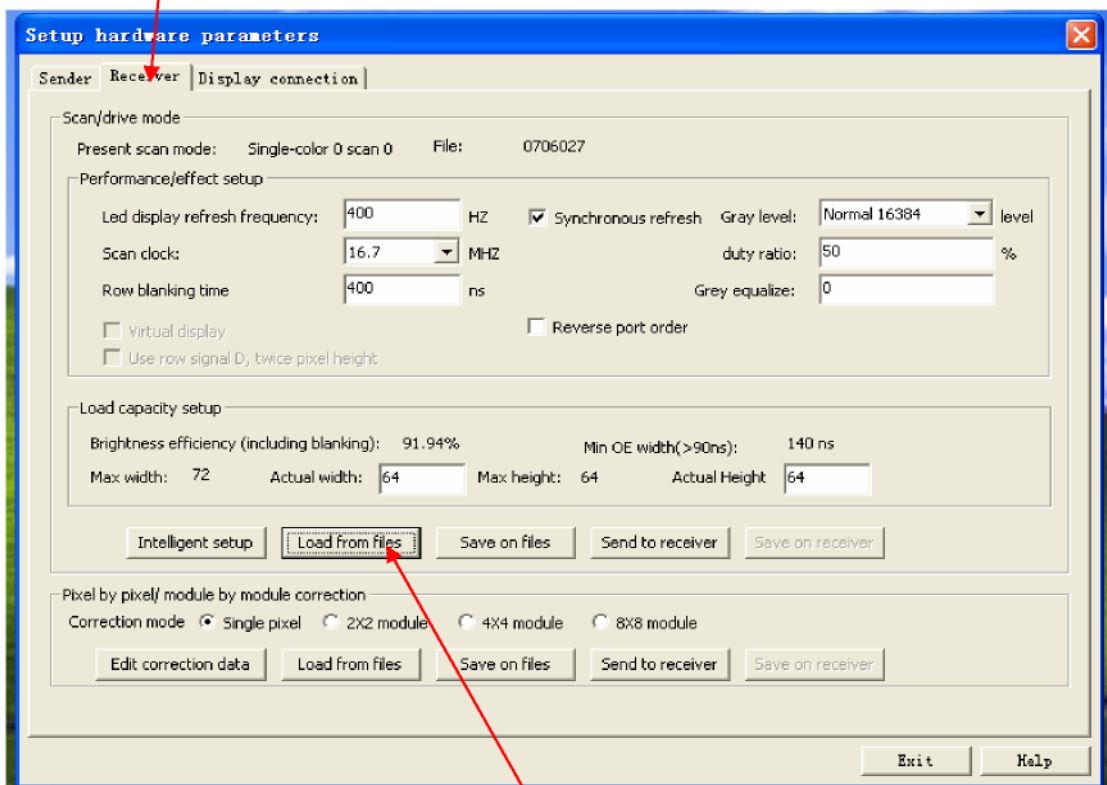 Setup hardware parameters
Sender Receiver Display connection
Scan/drive mode
Present scan mode: Single-color 0 scan 0 File: 0706027
Performance/effect setup
Led display refresh frequency: 400 HZ Synchronous refresh Gray level: Normal 16384 level
Scan clock: 16.7 MHZ duty ratio: 50 %
Row blanking time 400 ns Grey equalize: 0
Virtual display Reverse port order
Use row signal D, twice pixel height
Load capacity setup
Brightness efficiency (including blanking): 91.94% Min OE width(>90ns): 140 ns
Max width: 72 Actual width: 64 Max height: 64 Actual Height 64
Intelligent setup Load from files Save on files Send to receiver Save on receiver
Pixel by pixel/ module by module correction
Correction mode Single pixel 2X2 module 4X4 module 8X8 module
Edit correction data Load from files Save on files Send to receiver Save on receiver
Exit Help